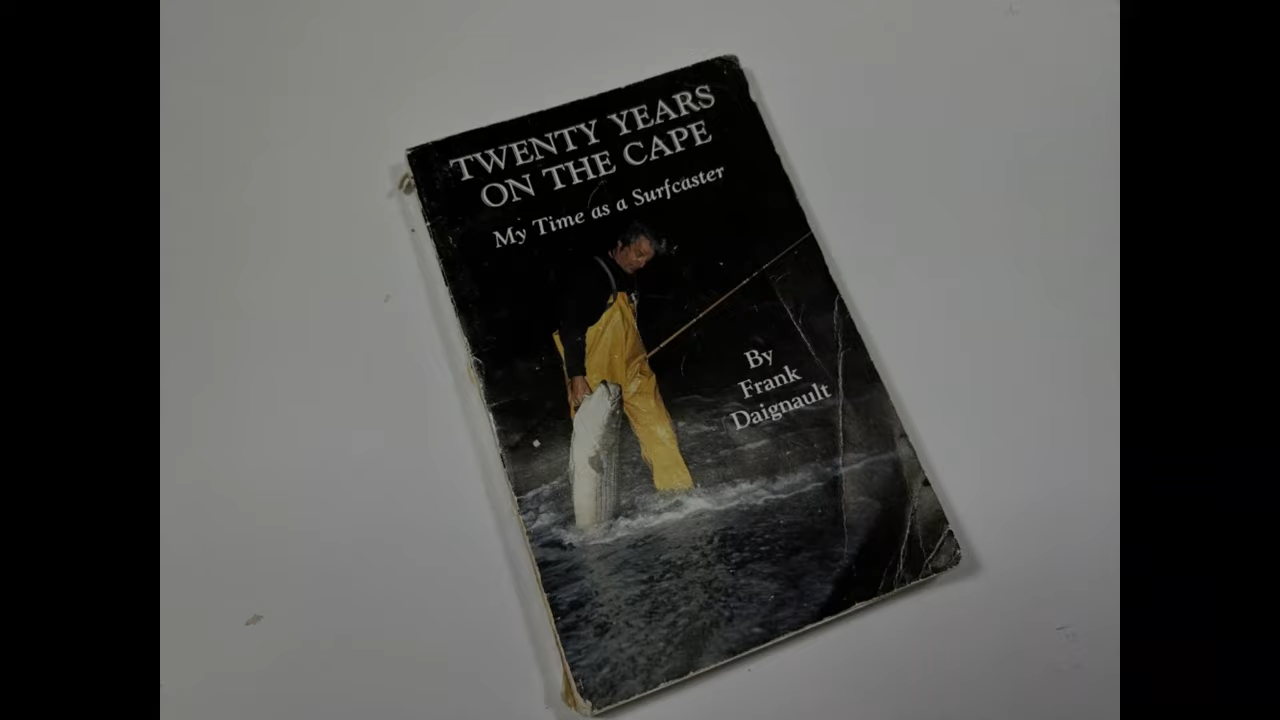 TWENTY YEARS
ON THE CAPE
My Time as a Surfcaster
By
Frank
Daignault